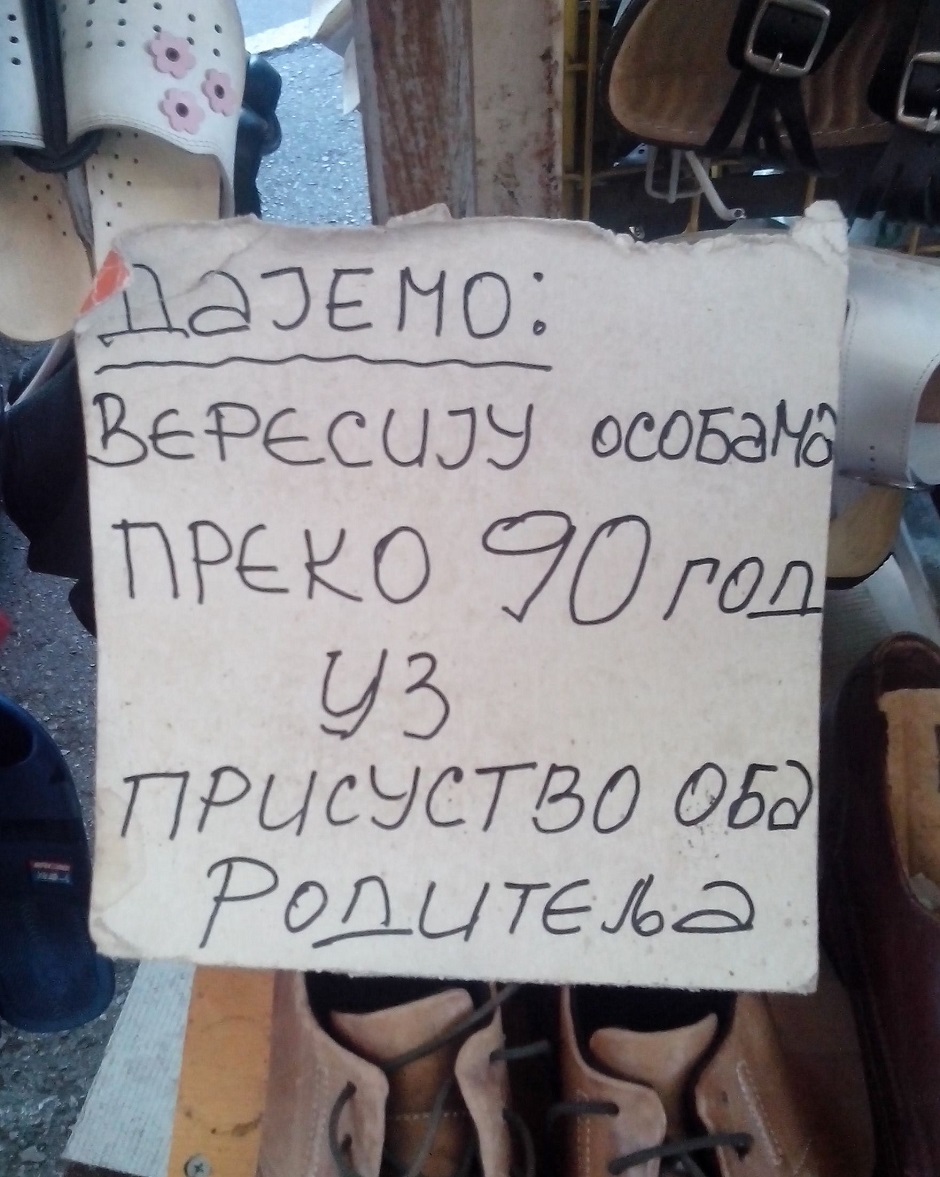 ДАЈЕМО:
ВЕРЕСИЈУ ОСОБАМА
ПРЕКО 90 ГОД
УЗ
ПРИСУСТВО ОБА
РОДИТЕЉА